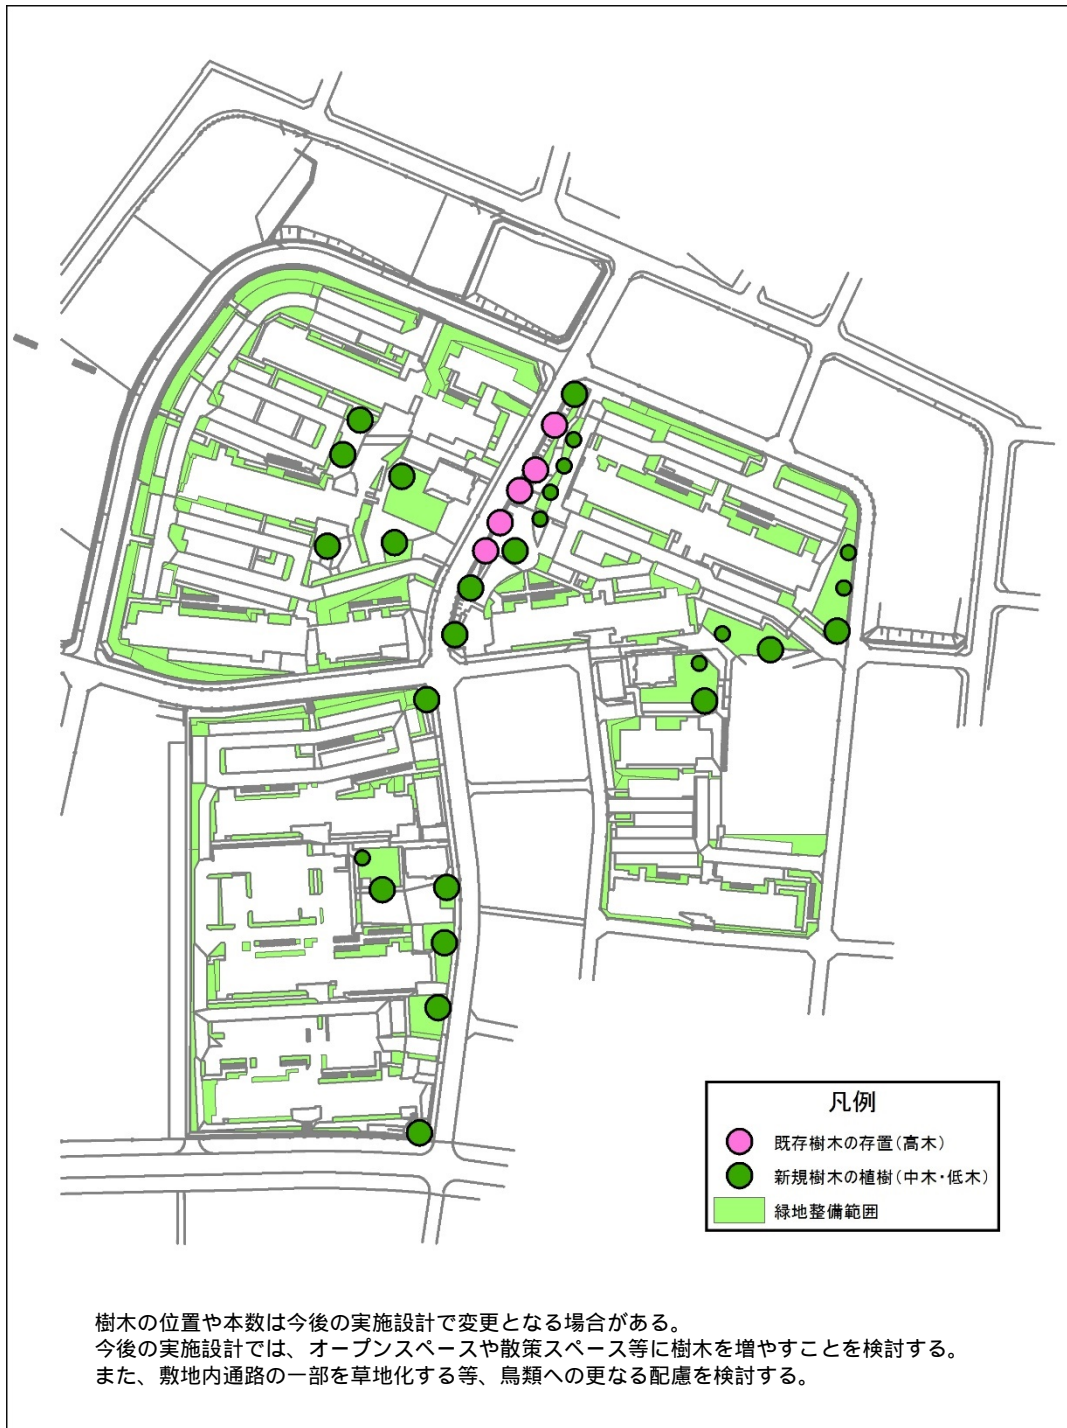 凡例
既存樹木の存置(高木)
新規樹木の植樹(中木・低木)
緑地整備範囲
樹木の位置や本数は今後の実施設計で変更となる場合がある。
今後の実施設計では、オープンスペースや散策スペース等に樹木を増やすことを検討する。
また、敷地内通路の一部を草地化する等、鳥類への更なる配慮を検討する。